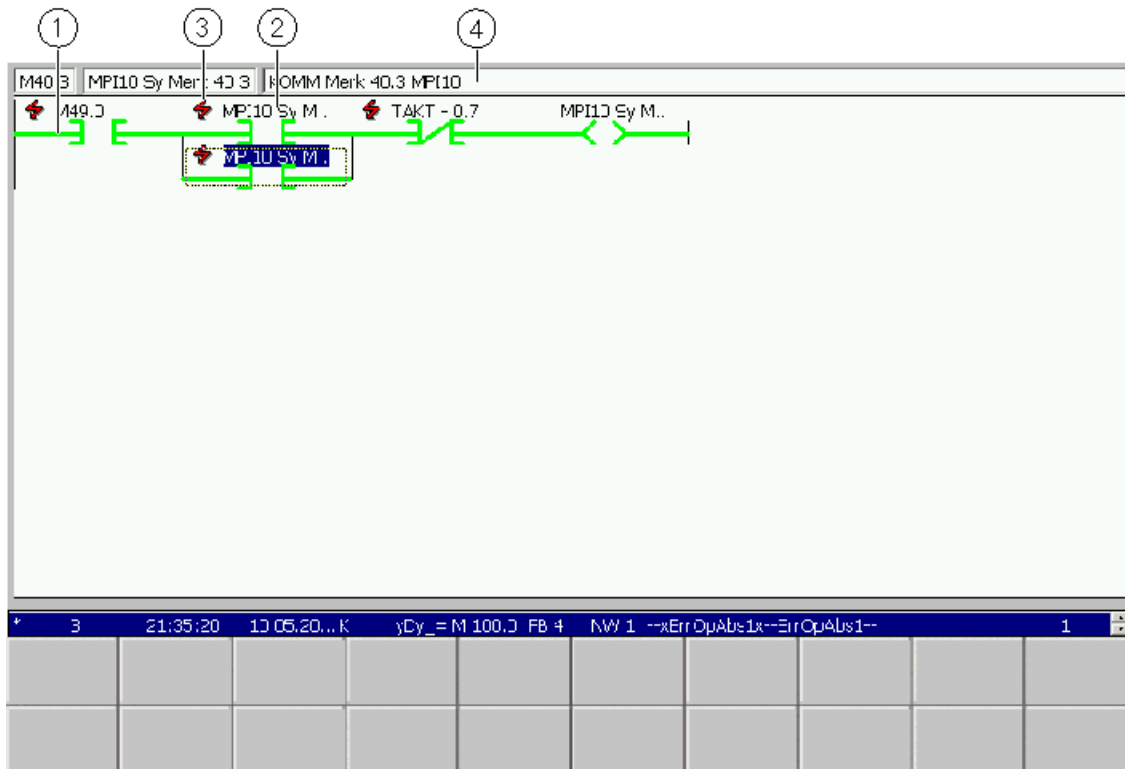 1 3 2 4
M40 3 MPI10 Sy Merk 40 3 KOMM Merk 40.3 MPI10
M49.0 MPI10 Sy M.. TAKT - 0.7 MPI10 Sy M..
MPI10 Sy M..
* 3 21:35:20 10 05.20... K yDy_= M 100.0 FB 4 NW 1 --xErrOpAbs1x--ErrOpAbs1-- 1